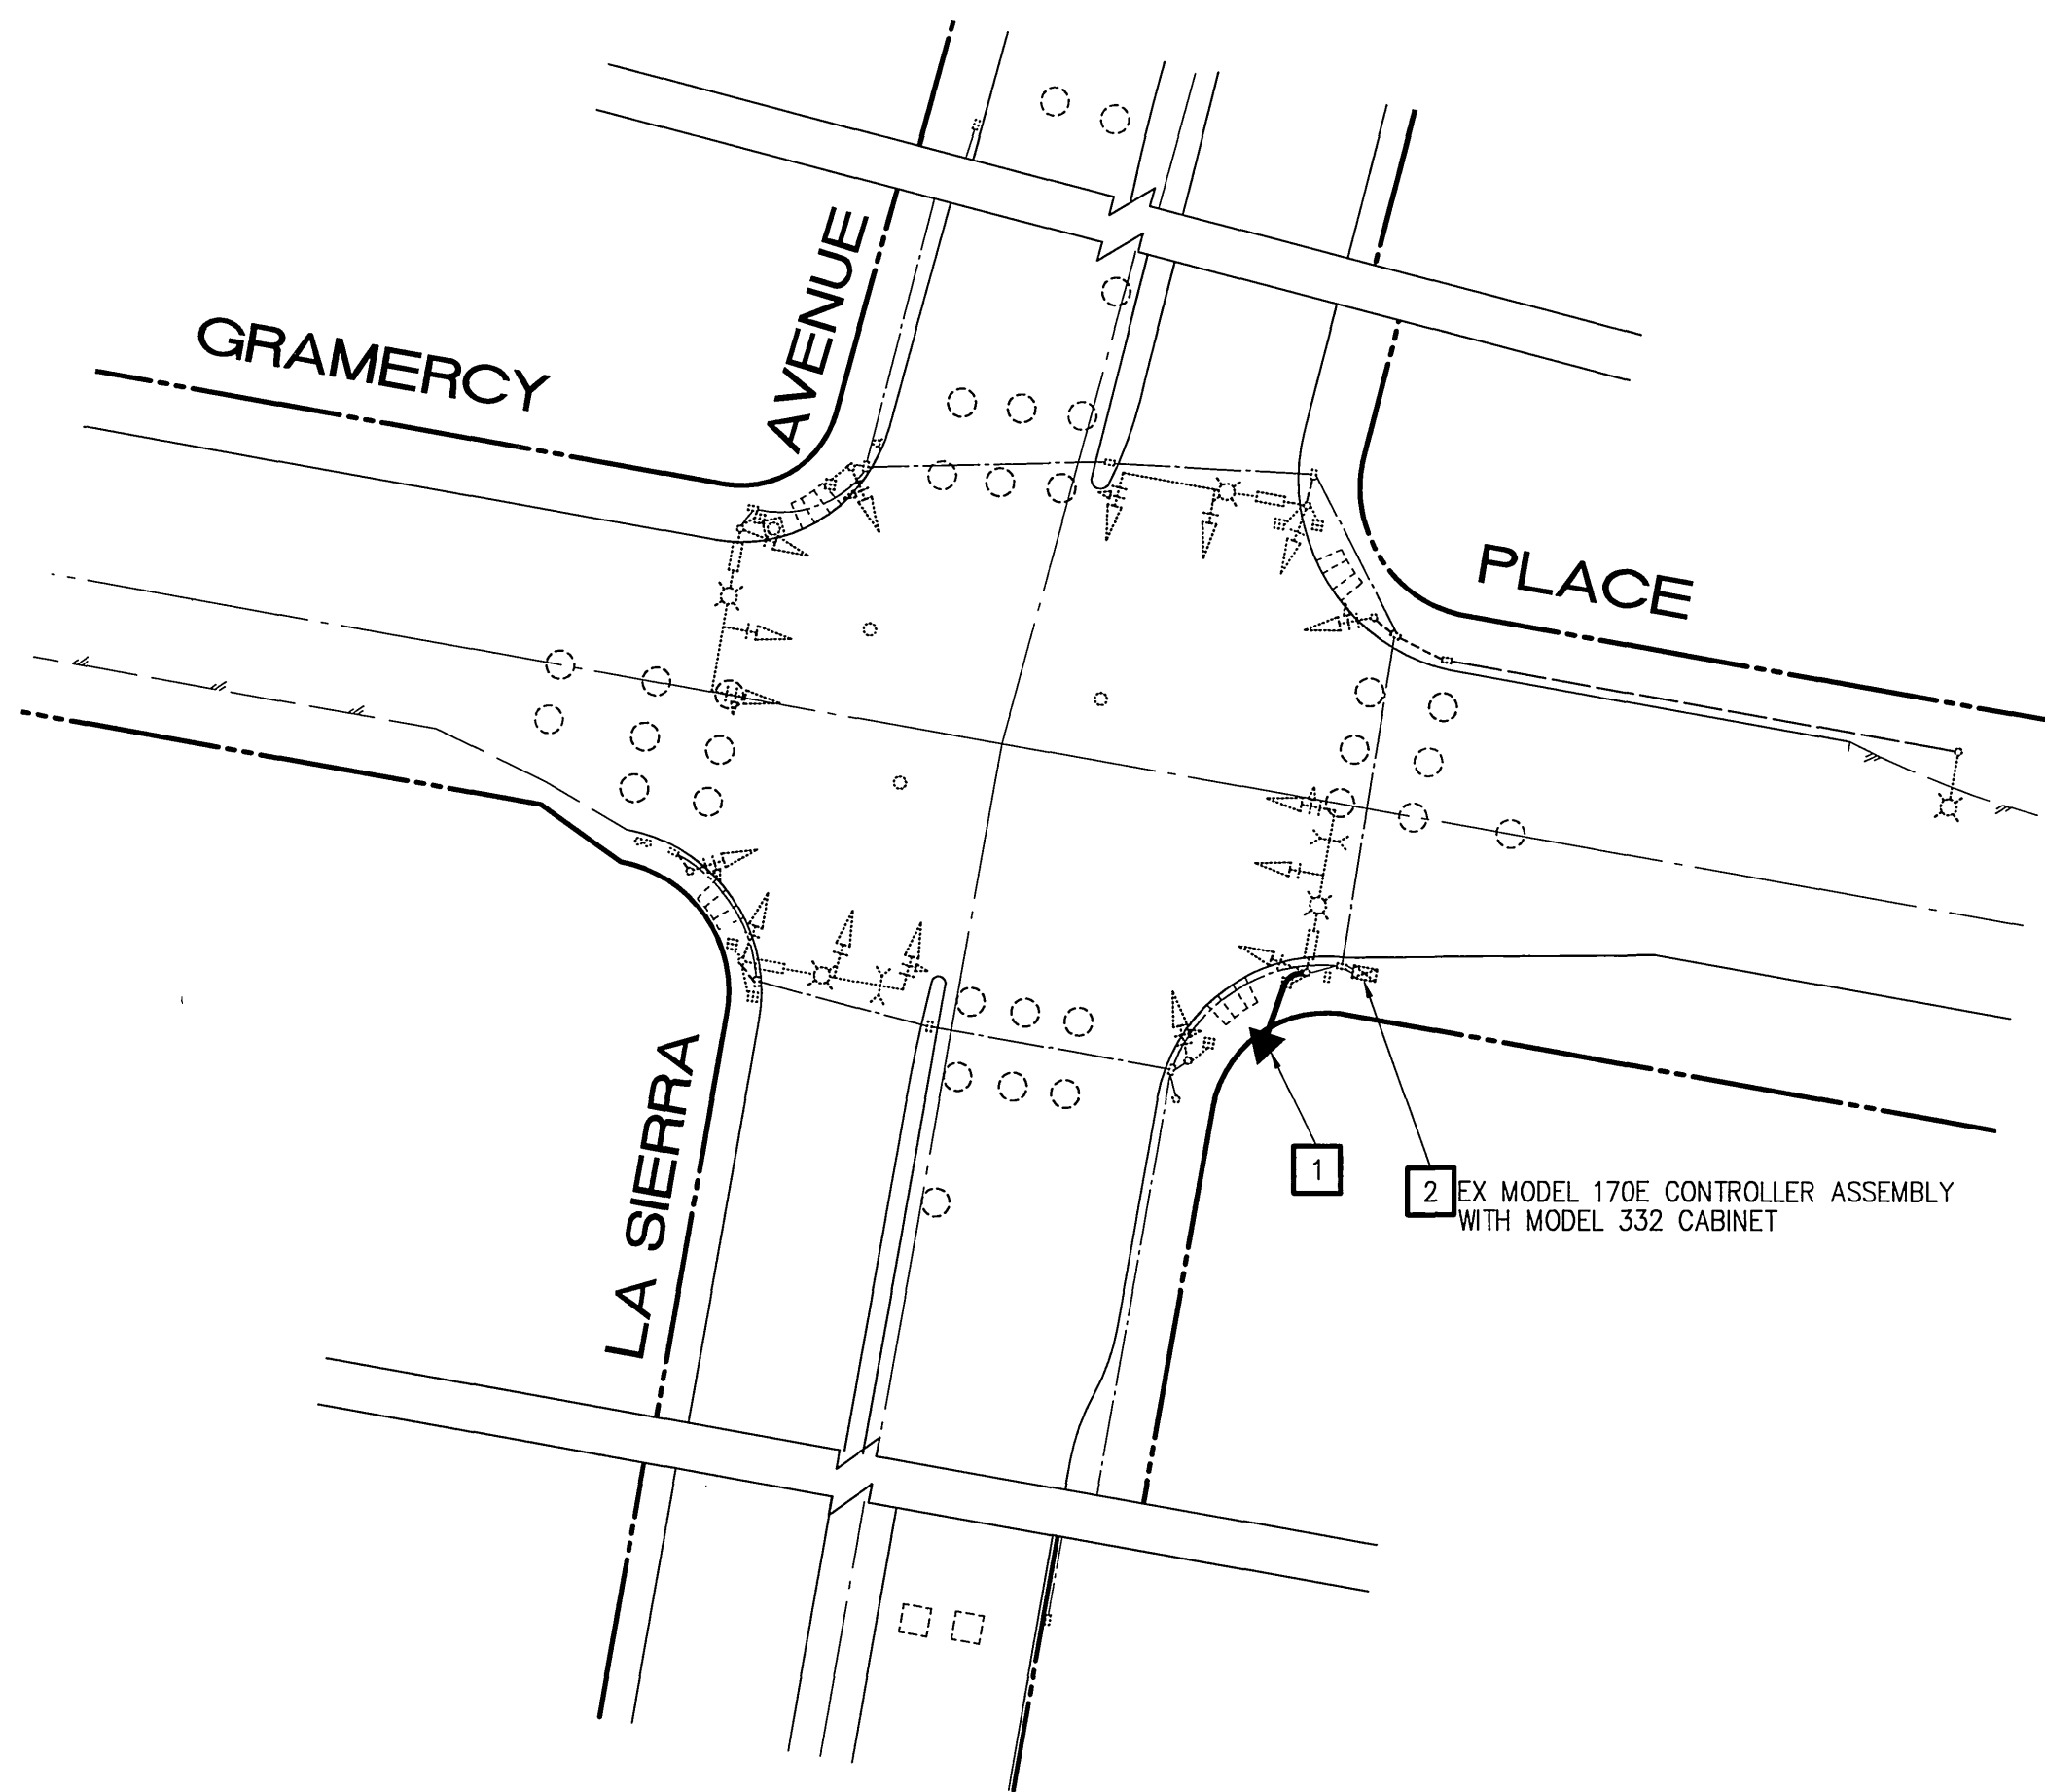 GRAMERCY
AVENUE
PLACE
LA SIERRA
1
2 EX MODEL 170E CONTROLLER ASSEMBLY
WITH MODEL 332 CABINET